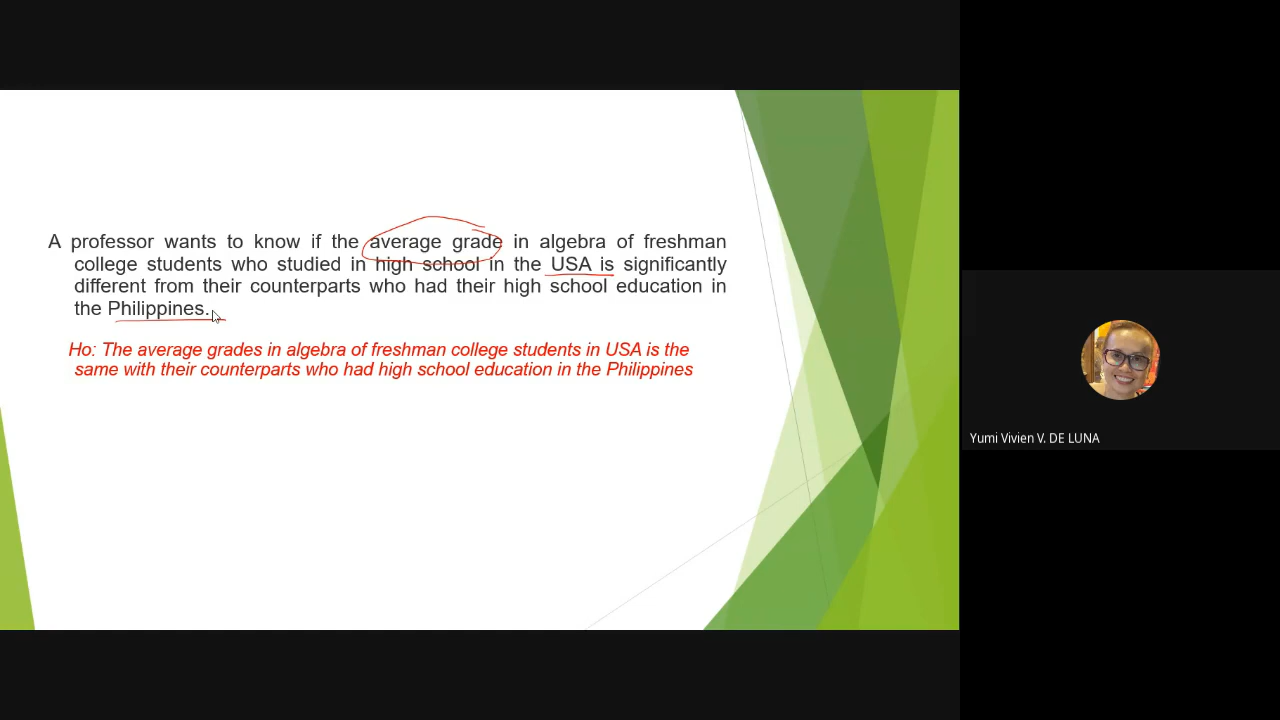 A professor wants to know if the average grade in algebra of freshman
college students who studied in high school in the USA is significantly
different from their counterparts who had their high school education in
the Philippines.
Ho: The average grades in algebra of freshman college students in USA is the
same with their counterparts who had high school education in the Philippines
Yumi Vivien V. DE LUNA